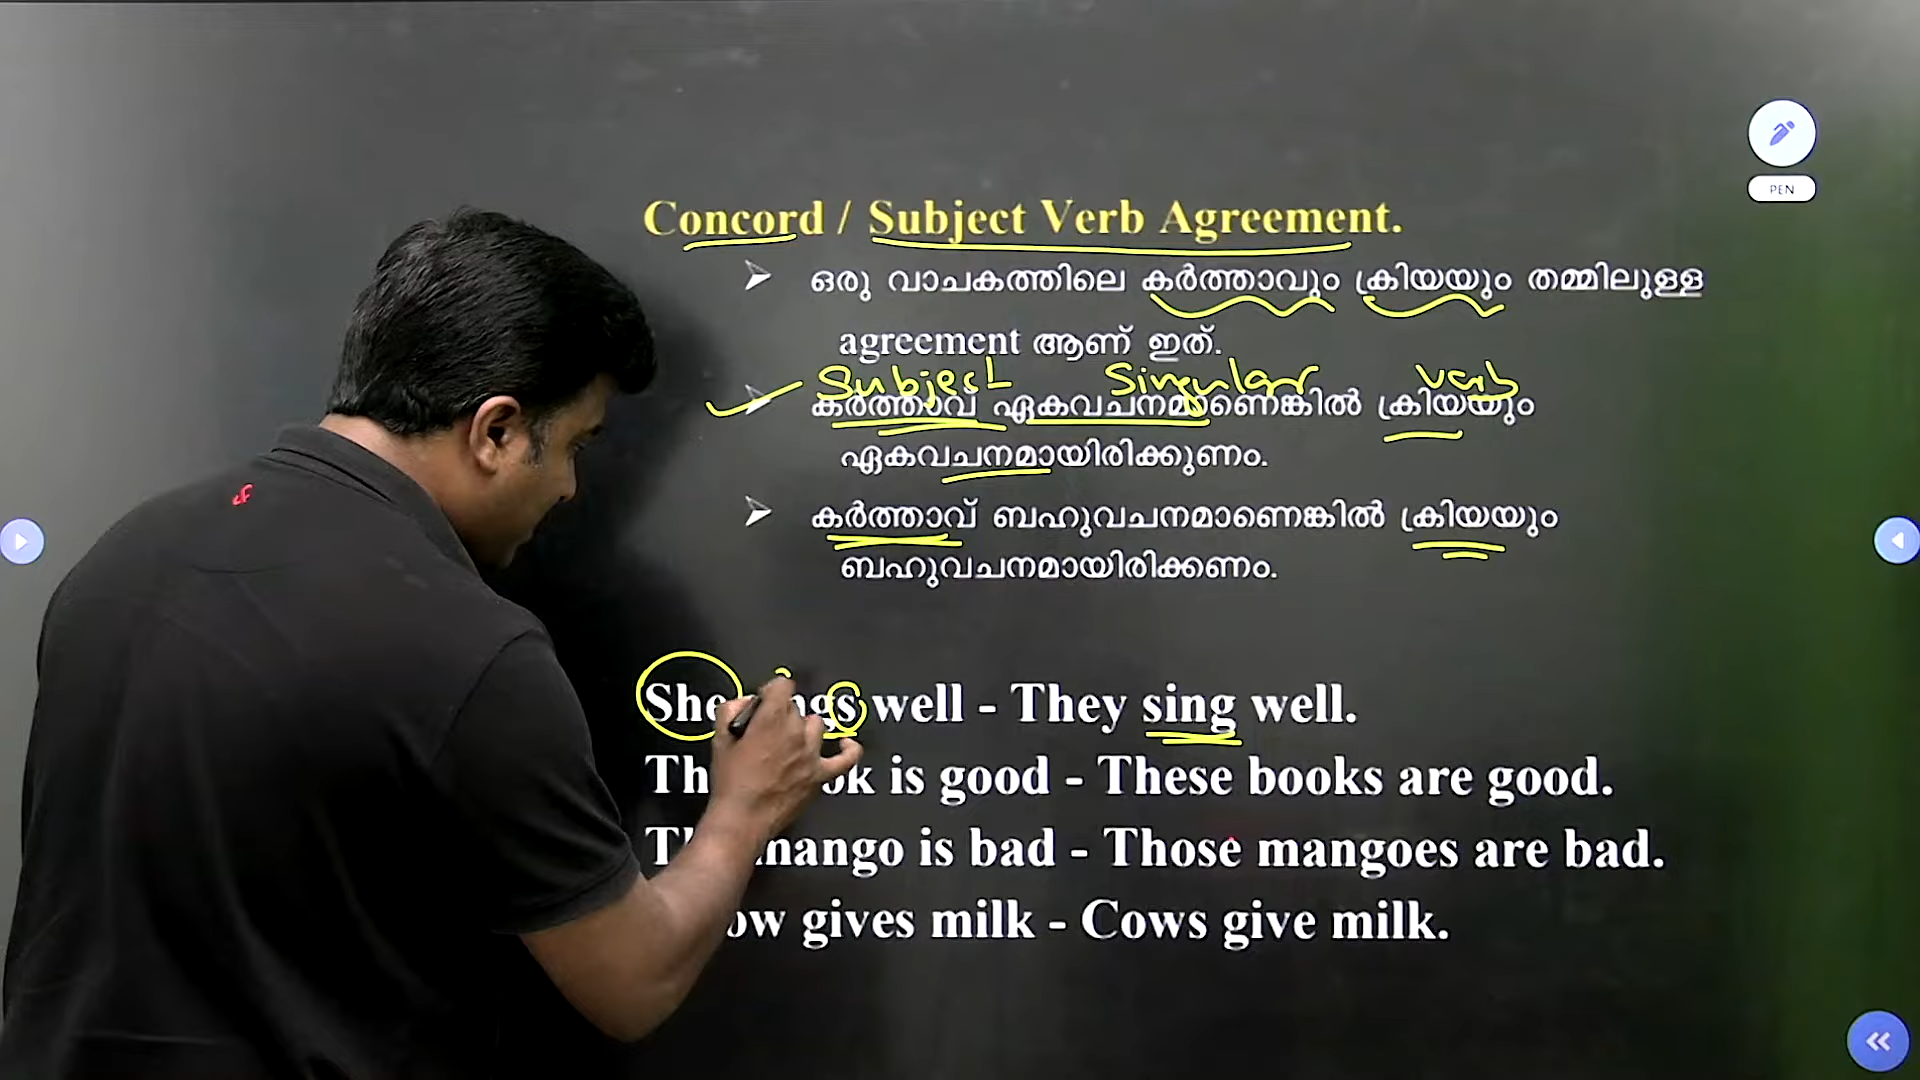 PEN
Concord / Subject Verb Agreement.
ഒരു വാചകത്തിലെ കർത്താവും ക്രിയയും തമ്മിലുള്ള
agreement ആണ് ഇത്.
Subject Singular verb
കർത്താവ് ഏകവചനമാണെങ്കിൽ ക്രിയയും
ഏകവചനമായിരിക്കുണം.
കർത്താവ് ബഹുവചനമാണെങ്കിൽ ക്രിയയും
ബഹുവചനമായിരിക്കണം.
She well - They sing well.
is good - These books are good.
mango is bad - Those mangoes are bad.
gives milk - Cows give milk.